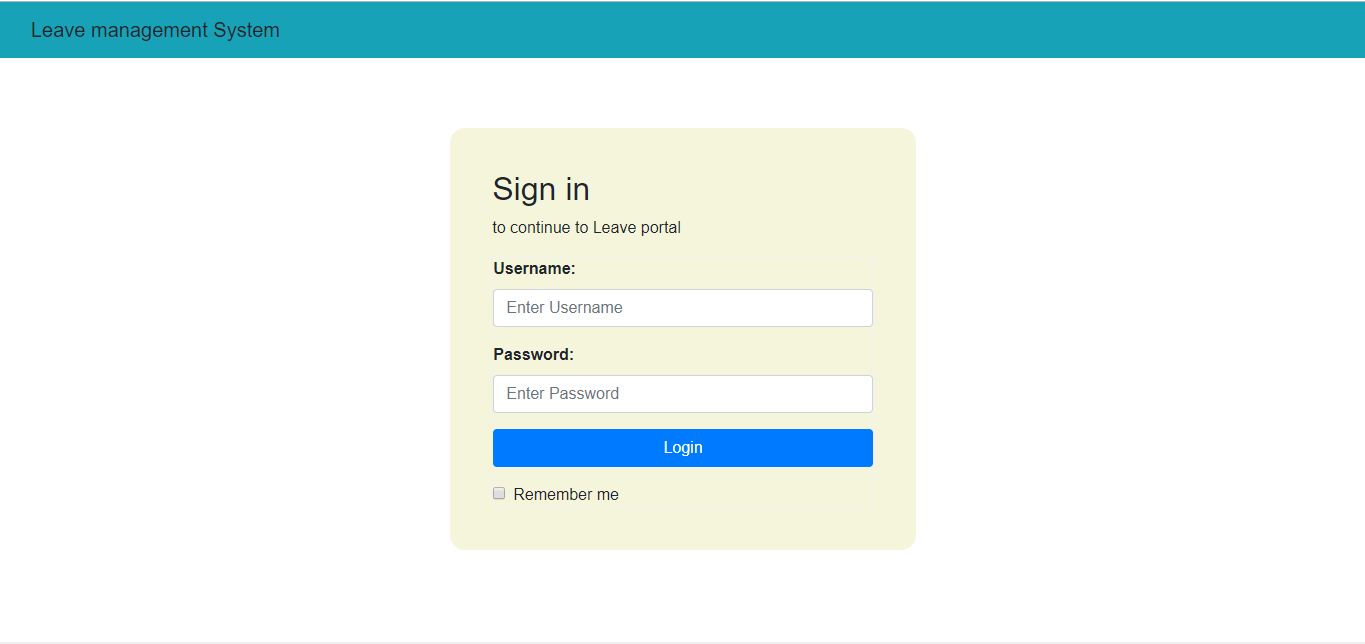 Leave management System
Sign in
to continue to Leave portal
Username:
Enter Username
Password:
Enter Password
Login
Remember me